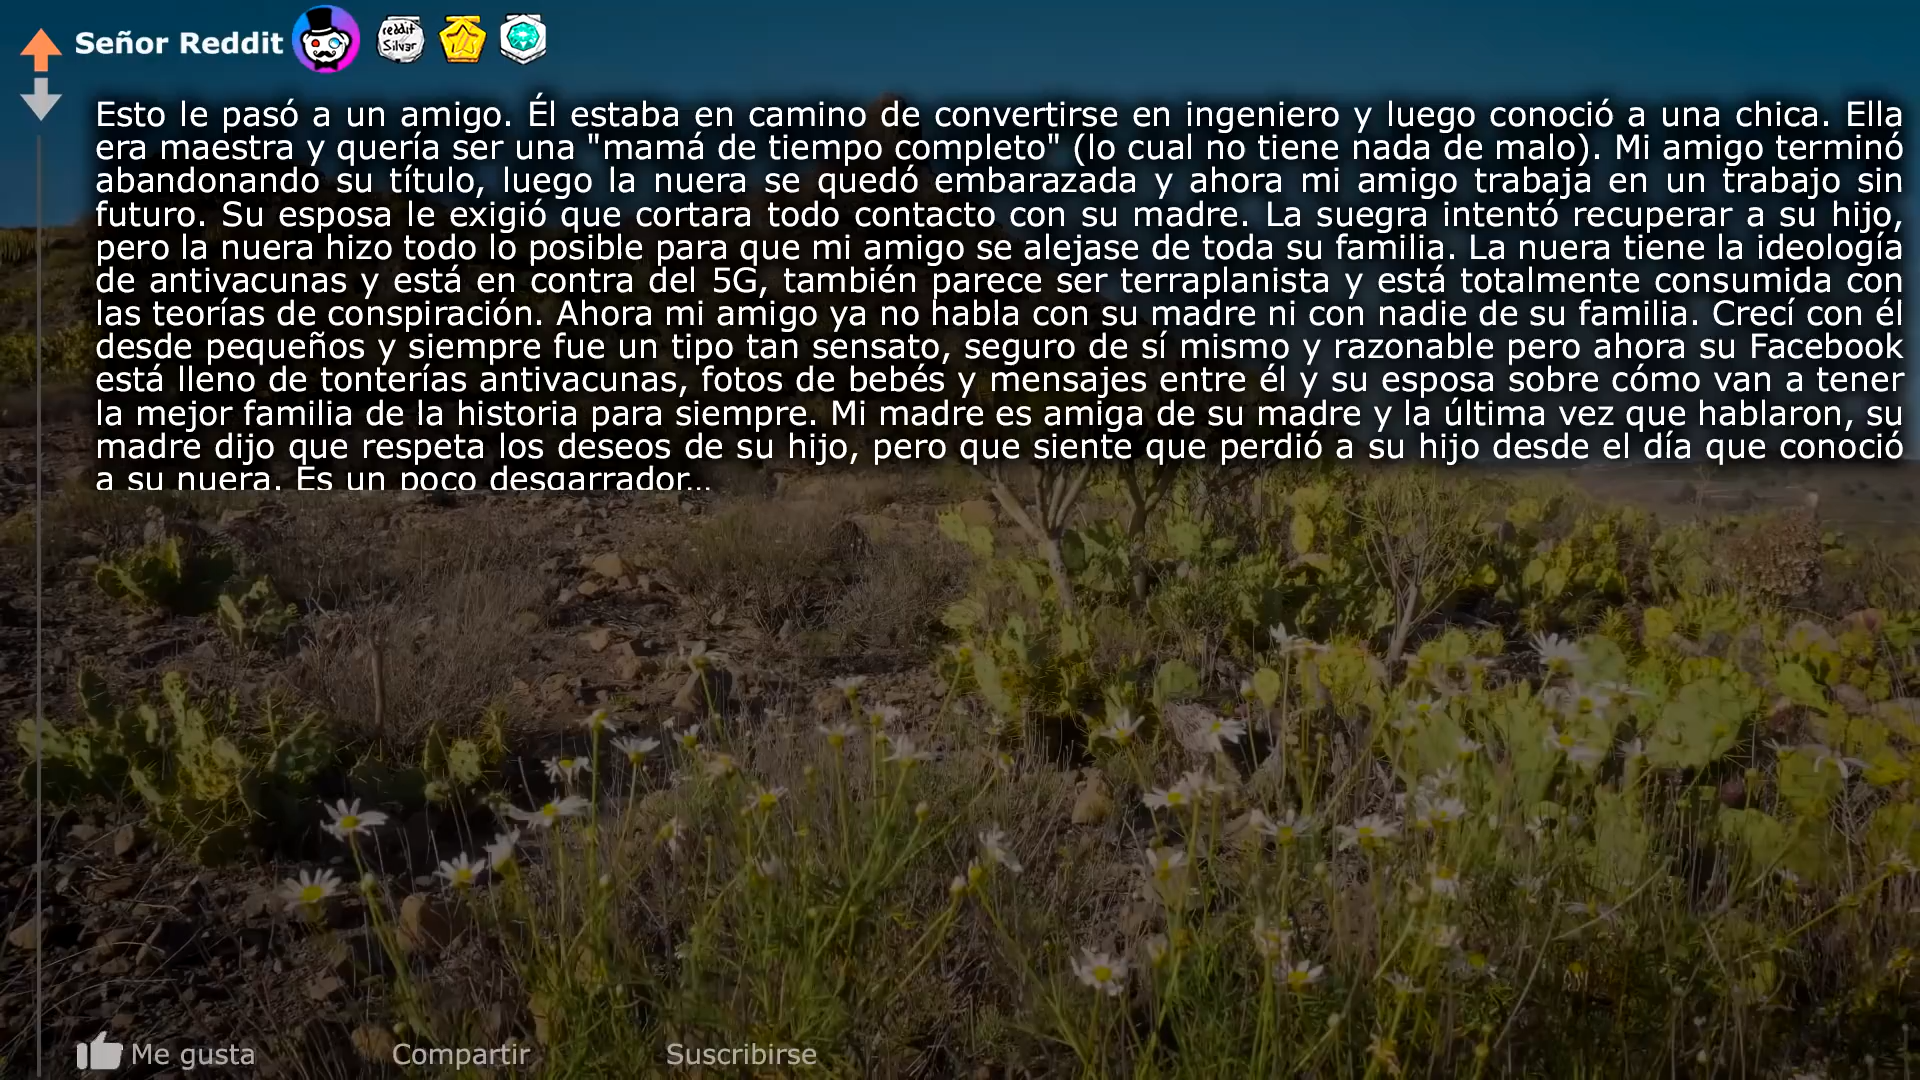 Señor Reddit
reddit
Silver
Esto le pasó a un amigo. Él estaba en camino de convertirse en ingeniero y luego conoció a una chica. Ella
era maestra y quería ser una "mamá de tiempo completo" (lo cual no tiene nada de malo). Mi amigo terminó
abandonando su título, luego la nuera se quedó embarazada y ahora mi amigo trabaja en un trabajo sin
futuro. Su esposa le exigió que cortara todo contacto con su madre. La suegra intentó recuperar a su hijo,
pero la nuera hizo todo lo posible para que mi amigo se alejase de toda su familia. La nuera tiene la ideología
de antivacunas y está en contra del 5G, también parece ser terraplanista y está totalmente consumida con
las teorías de conspiración. Ahora mi amigo ya no habla con su madre ni con nadie de su familia. Crecí con él
desde pequeños y siempre fue un tipo tan sensato, seguro de sí mismo y razonable pero ahora su Facebook
está lleno de tonterías antivacunas, fotos de bebés y mensajes entre él y su esposa sobre cómo van a tener
la mejor familia de la historia para siempre. Mi madre es amiga de su madre y la última vez que hablaron, su
madre dijo que respeta los deseos de su hijo, pero que siente que perdió a su hijo desde el día que conoció
a su nuera. Es un poco desgarrador...
Me gusta
Compartir
Suscribirse